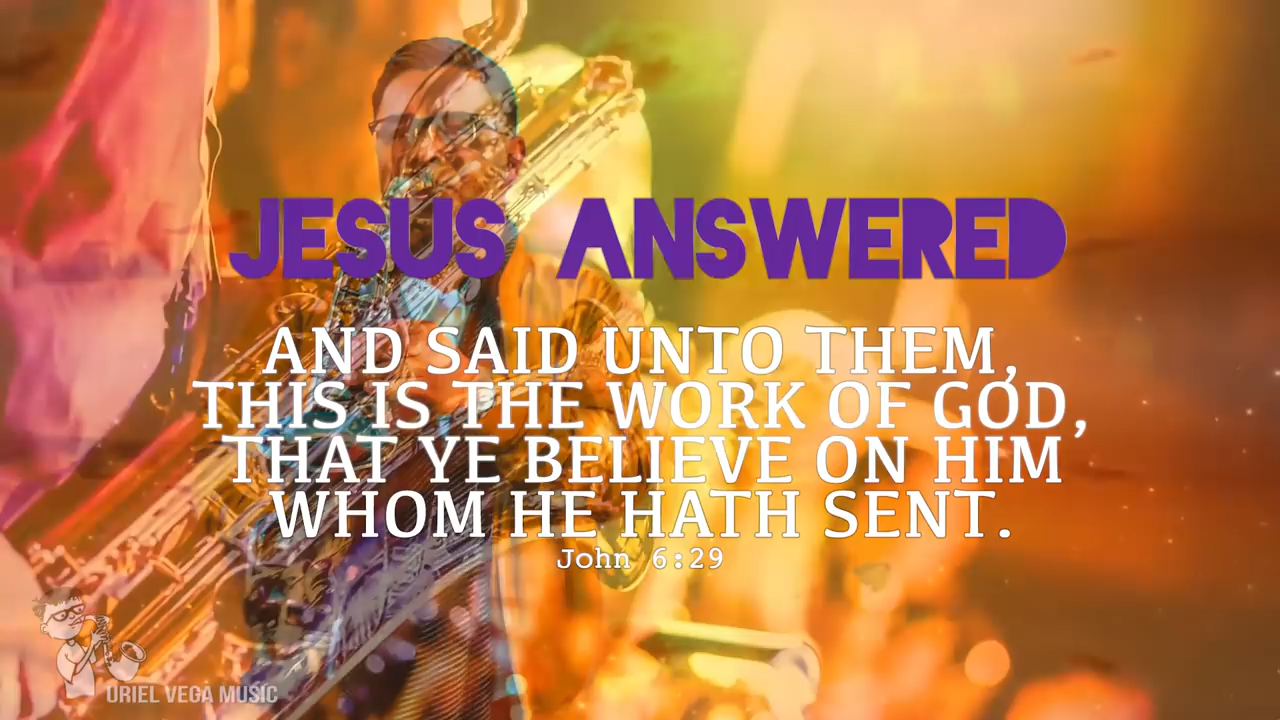 JESUS ANSWERED
AND SAID UNTO THEM,
THIS IS THE WORK OF GOD,
THAT YE BELIEVE ON HIM
WHOM HE HATH SENT.
John 6:29
URIEL VEGA MUSIC